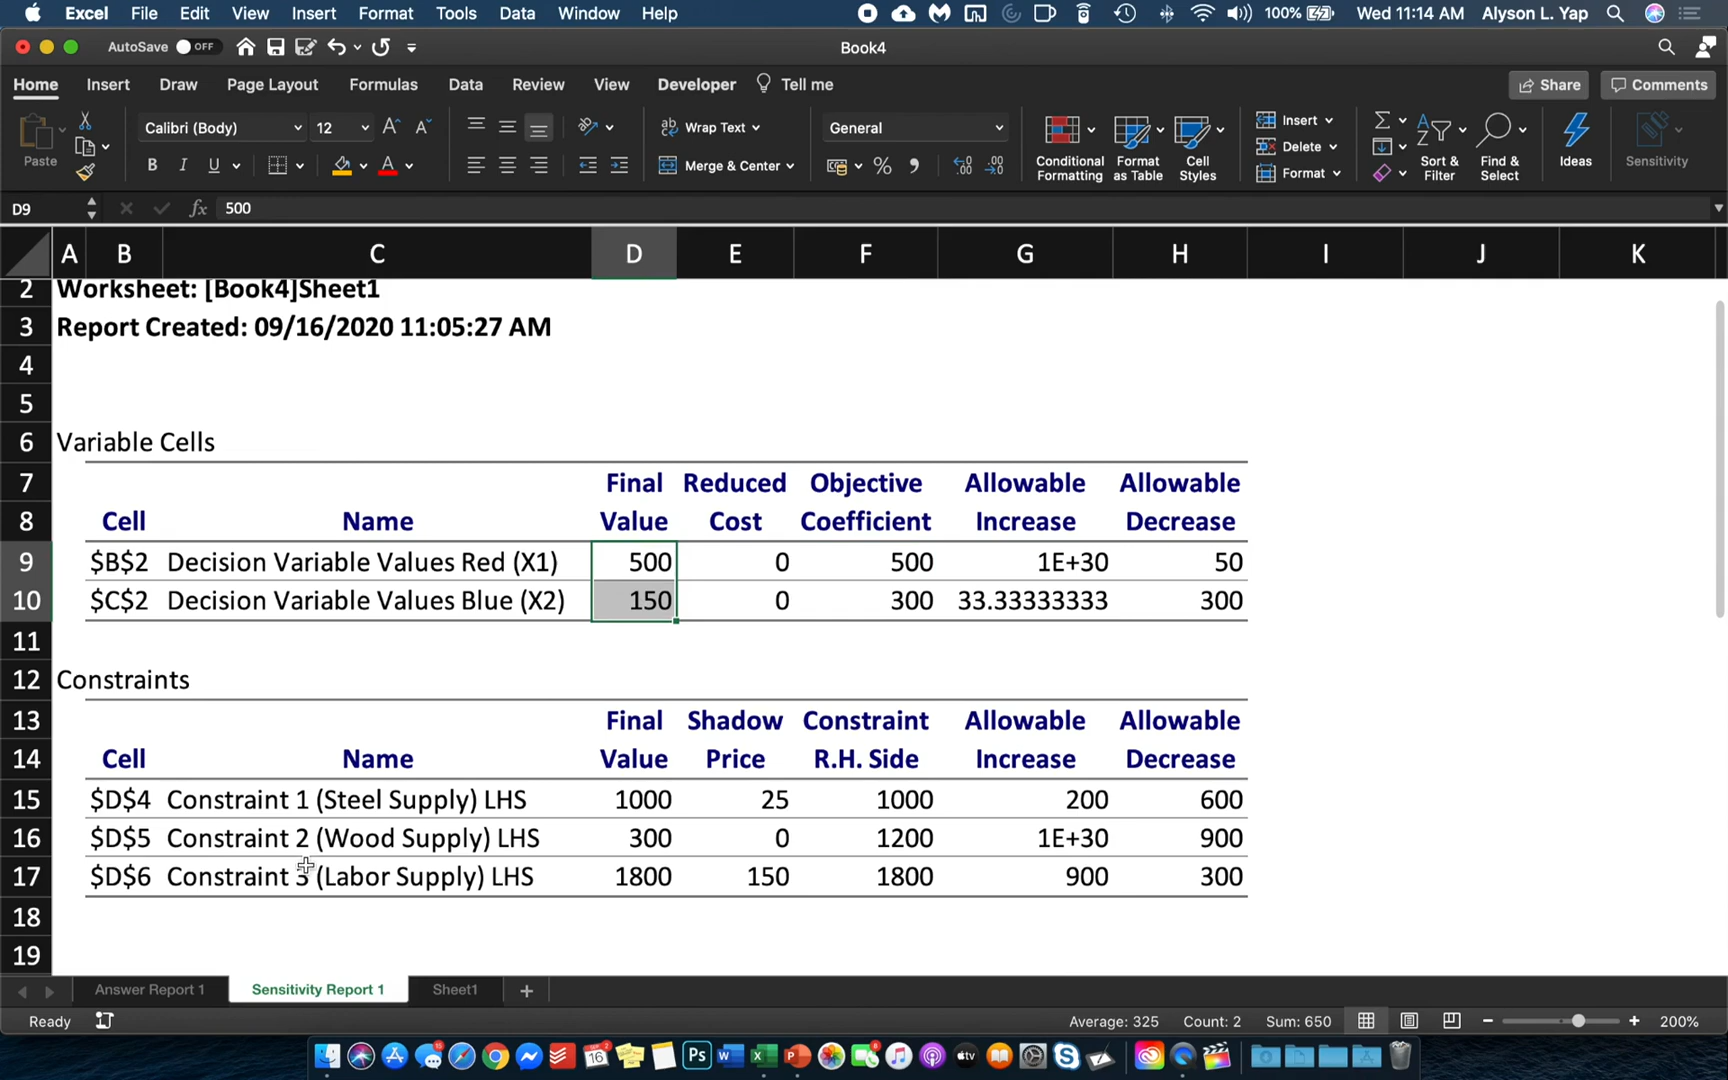 Excel File Edit View Insert Format Tools Data Window Help 100% Wed 11:14 AM Alyson L. Yap
AutoSave OFF Book4
Home Insert Draw Page Layout Formulas Data Review View Developer Tell me Share Comments
Paste Calibri (Body) 12 A A Wrap Text General Insert
B I U A Merge & Center % Delete
Format
Conditional Formatting Format as Table Cell Styles Sort & Filter Find & Select Ideas Sensitivity
D9 fx 500
A B C D E F G H I J K
2 Worksheet: [Book4]Sheet1
3 Report Created: 09/16/2020 11:05:27 AM
4
5
6 Variable Cells
7 Final Reduced Objective Allowable Allowable
8 Cell Name Value Cost Coefficient Increase Decrease
9 $B$2 Decision Variable Values Red (X1) 500 0 500 1E+30 50
10 $C$2 Decision Variable Values Blue (X2) 150 0 300 33.33333333 300
11
12 Constraints
13 Final Shadow Constraint Allowable Allowable
14 Cell Name Value Price R.H. Side Increase Decrease
15 $D$4 Constraint 1 (Steel Supply) LHS 1000 25 1000 200 600
16 $D$5 Constraint 2 (Wood Supply) LHS 300 0 1200 1E+30 900
17 $D$6 Constraint 3 (Labor Supply) LHS 1800 150 1800 900 300
18
19
Answer Report 1 Sensitivity Report 1 Sheet1 +
Ready Average: 325 Count: 2 Sum: 650 200%
SEP 16 Ps W X P tv S